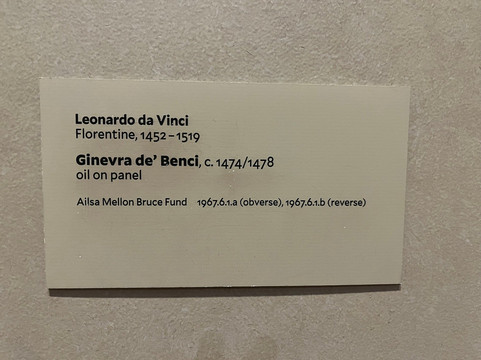 Leonardo da Vinci
Florentine, 1452 – 1519
Ginevra de' Benci, c. 1474/1478
oil on panel
Ailsa Mellon Bruce Fund 1967.6.1.a (obverse), 1967.6.1.b (reverse)